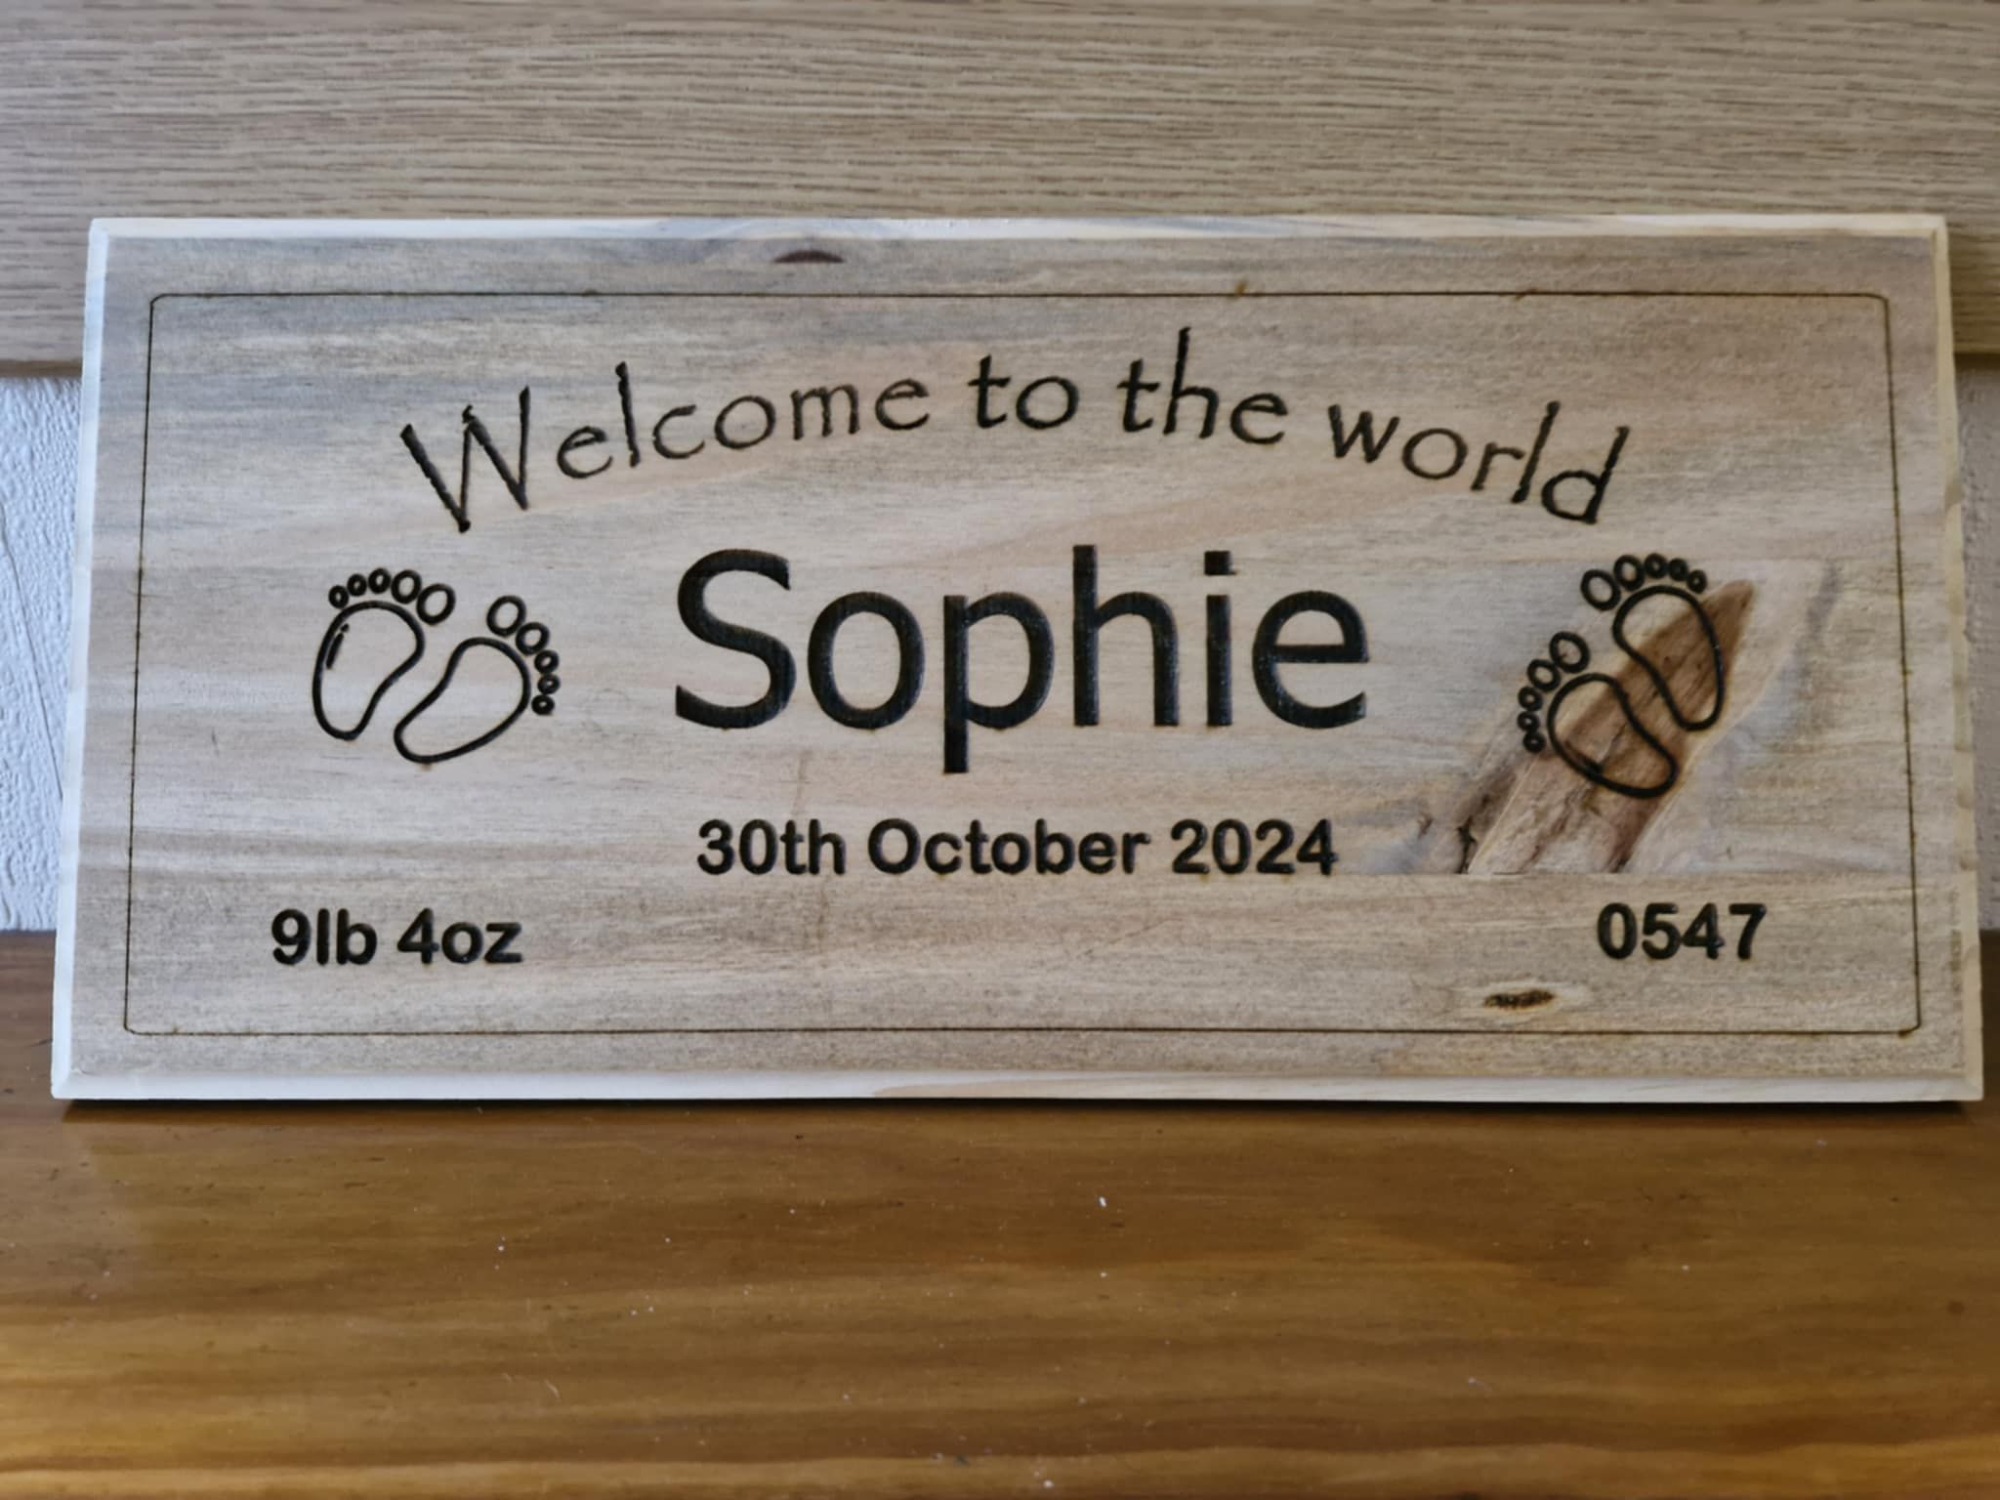 Welcome to the world
Sophie
30th October 2024
9lb 4oz
0547